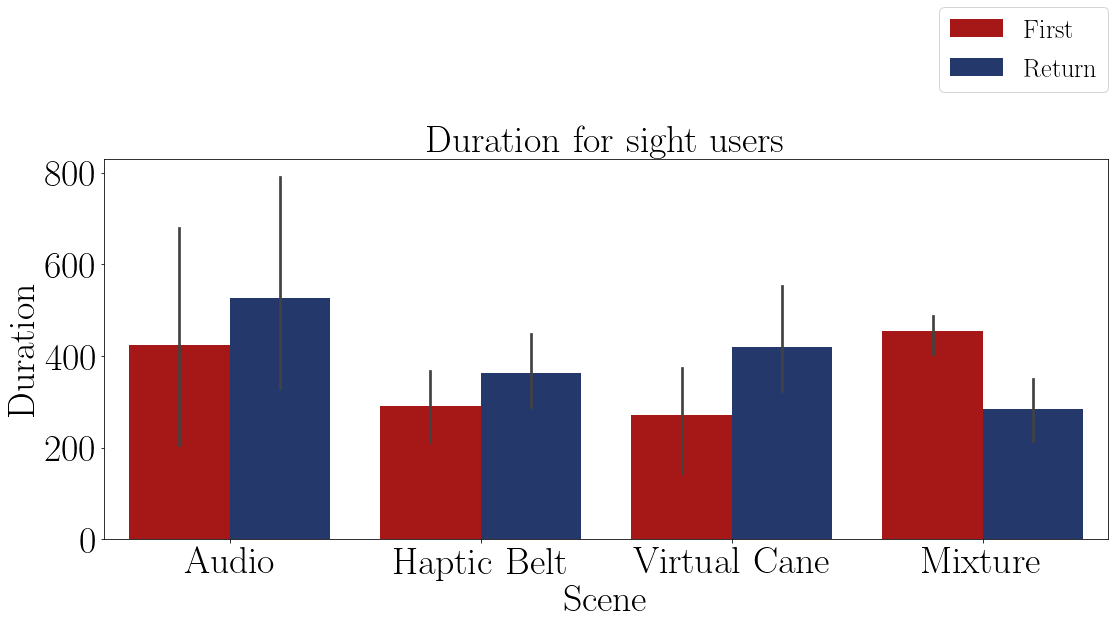 First
Return
Duration for sight users
800
600
400
200
0
Duration
Audio
Haptic Belt
Virtual Cane
Mixture
Scene